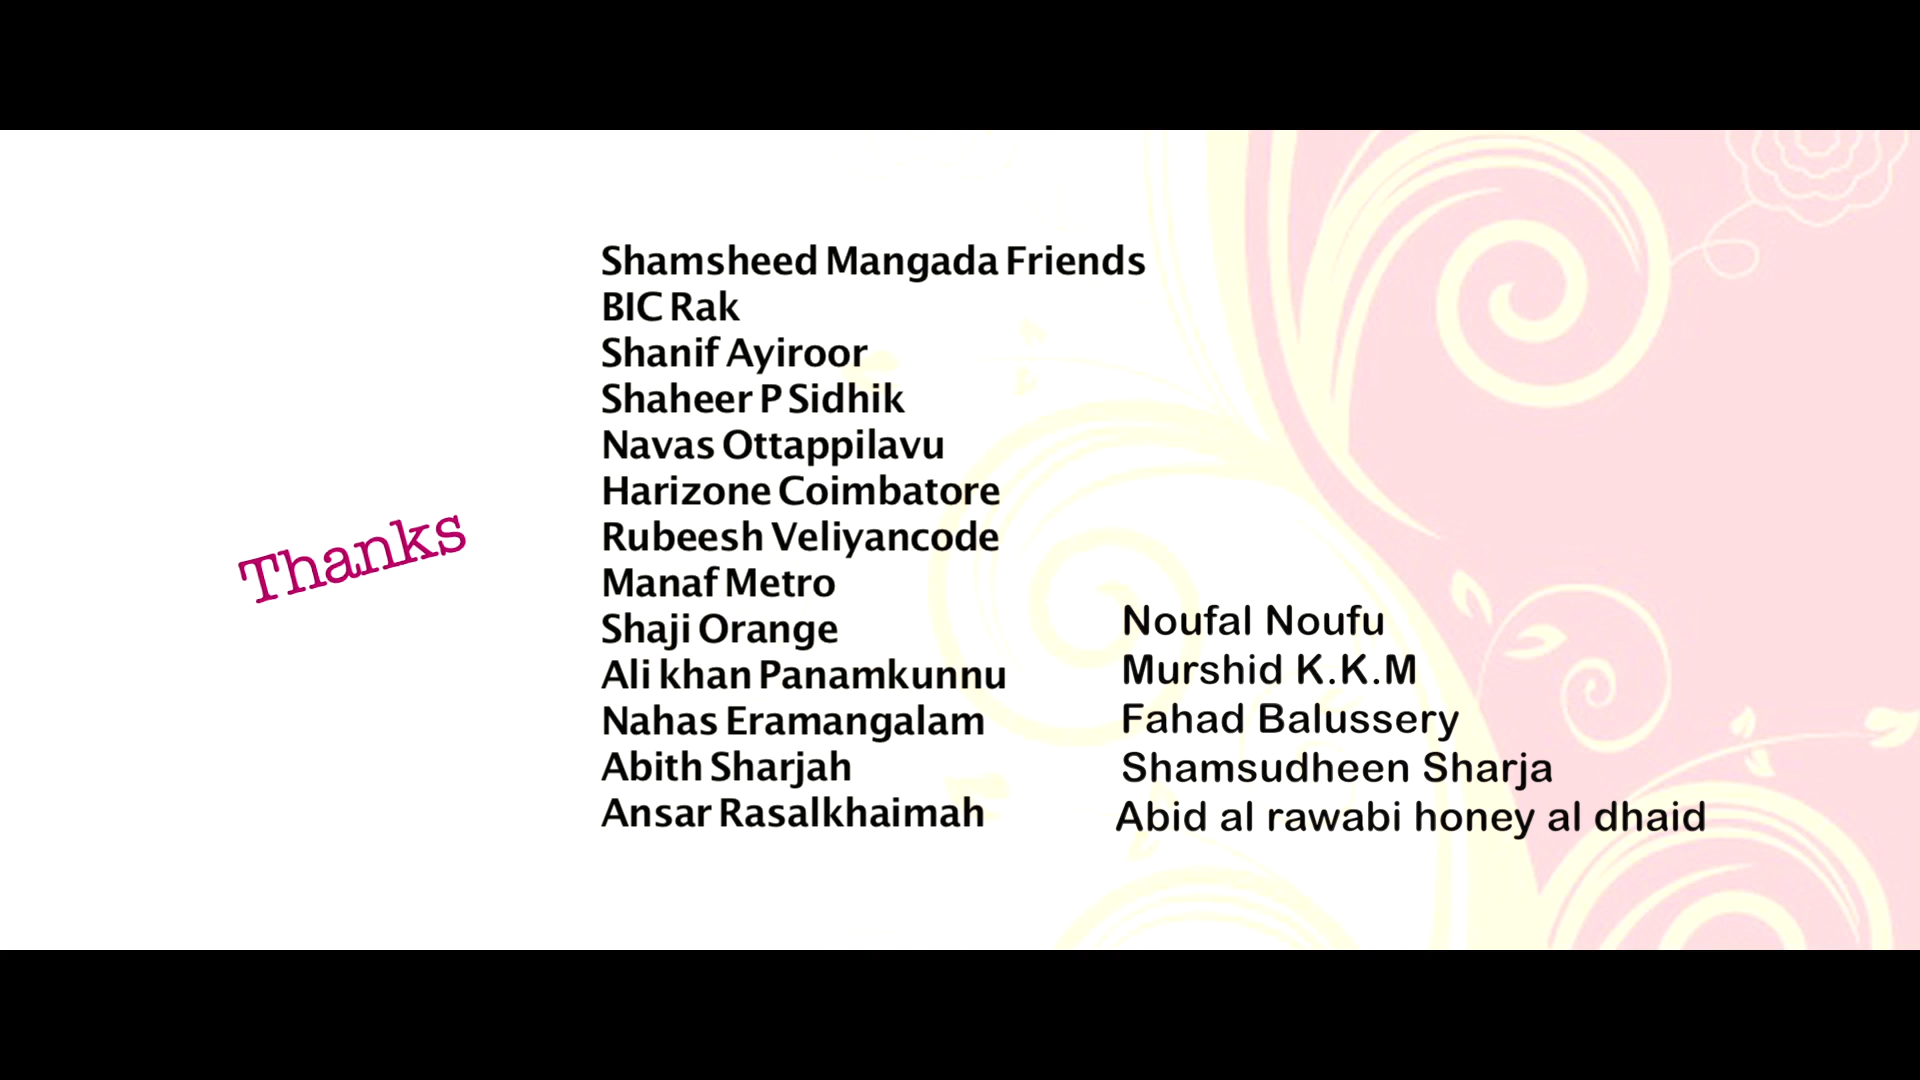 Thanks
Shamsheed Mangada Friends
BIC Rak
Shanif Ayiroor
Shaheer P Sidhik
Navas Ottappilavu
Harizone Coimbatore
Rubeesh Veliyancode
Manaf Metro
Shaji Orange
Ali khan Panamkunnu
Nahas Eramangalam
Abith Sharjah
Ansar Rasalkhaimah
Noufal Noufu
Murshid K.K.M
Fahad Balussery
Shamsudheen Sharja
Abid al rawabi honey al dhaid